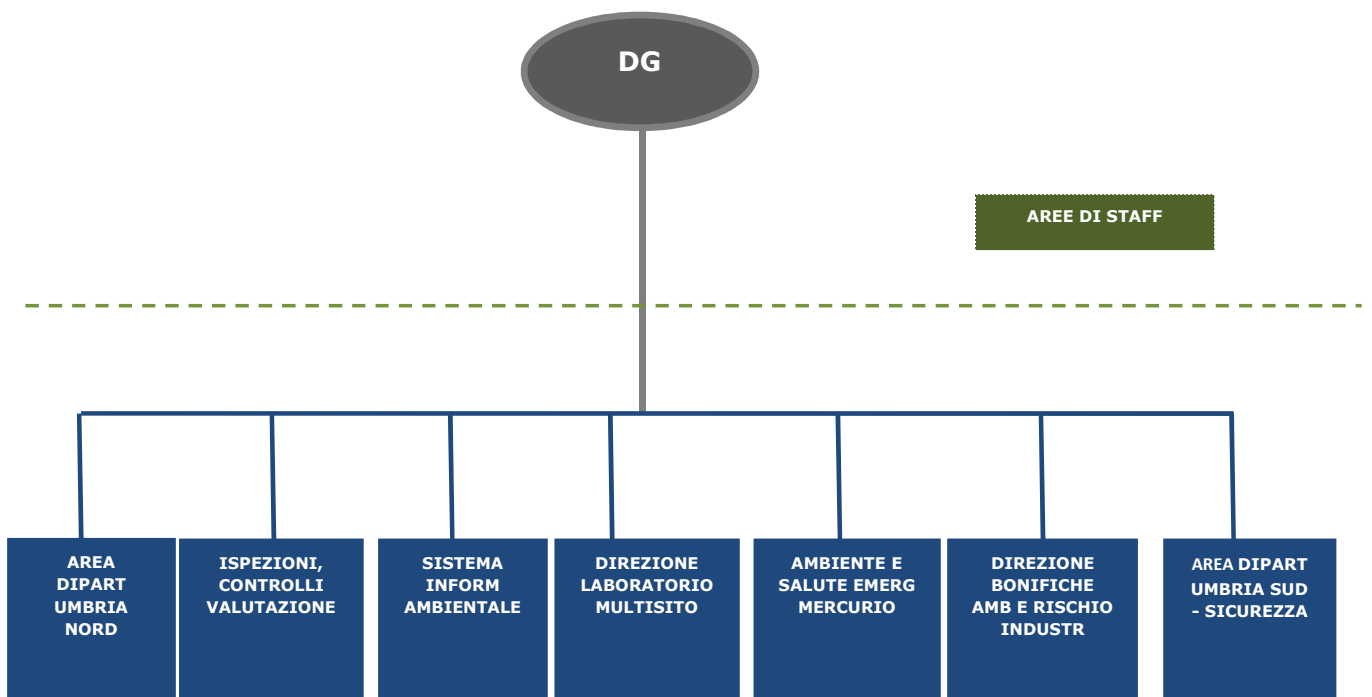 DG
AREE DI STAFF
AREA
DIPART
UMBRIA
NORD
ISPEZIONI,
CONTROLLI
VALUTAZIONE
SISTEMA
INFORM
AMBIENTALE
DIREZIONE
LABORATORIO
MULTISITO
AMBIENTE E
SALUTE EMERG
MERCURIO
DIREZIONE
BONIFICHE
AMB E RISCHIO
INDUSTR
AREA DIPART
UMBRIA SUD
- SICUREZZA